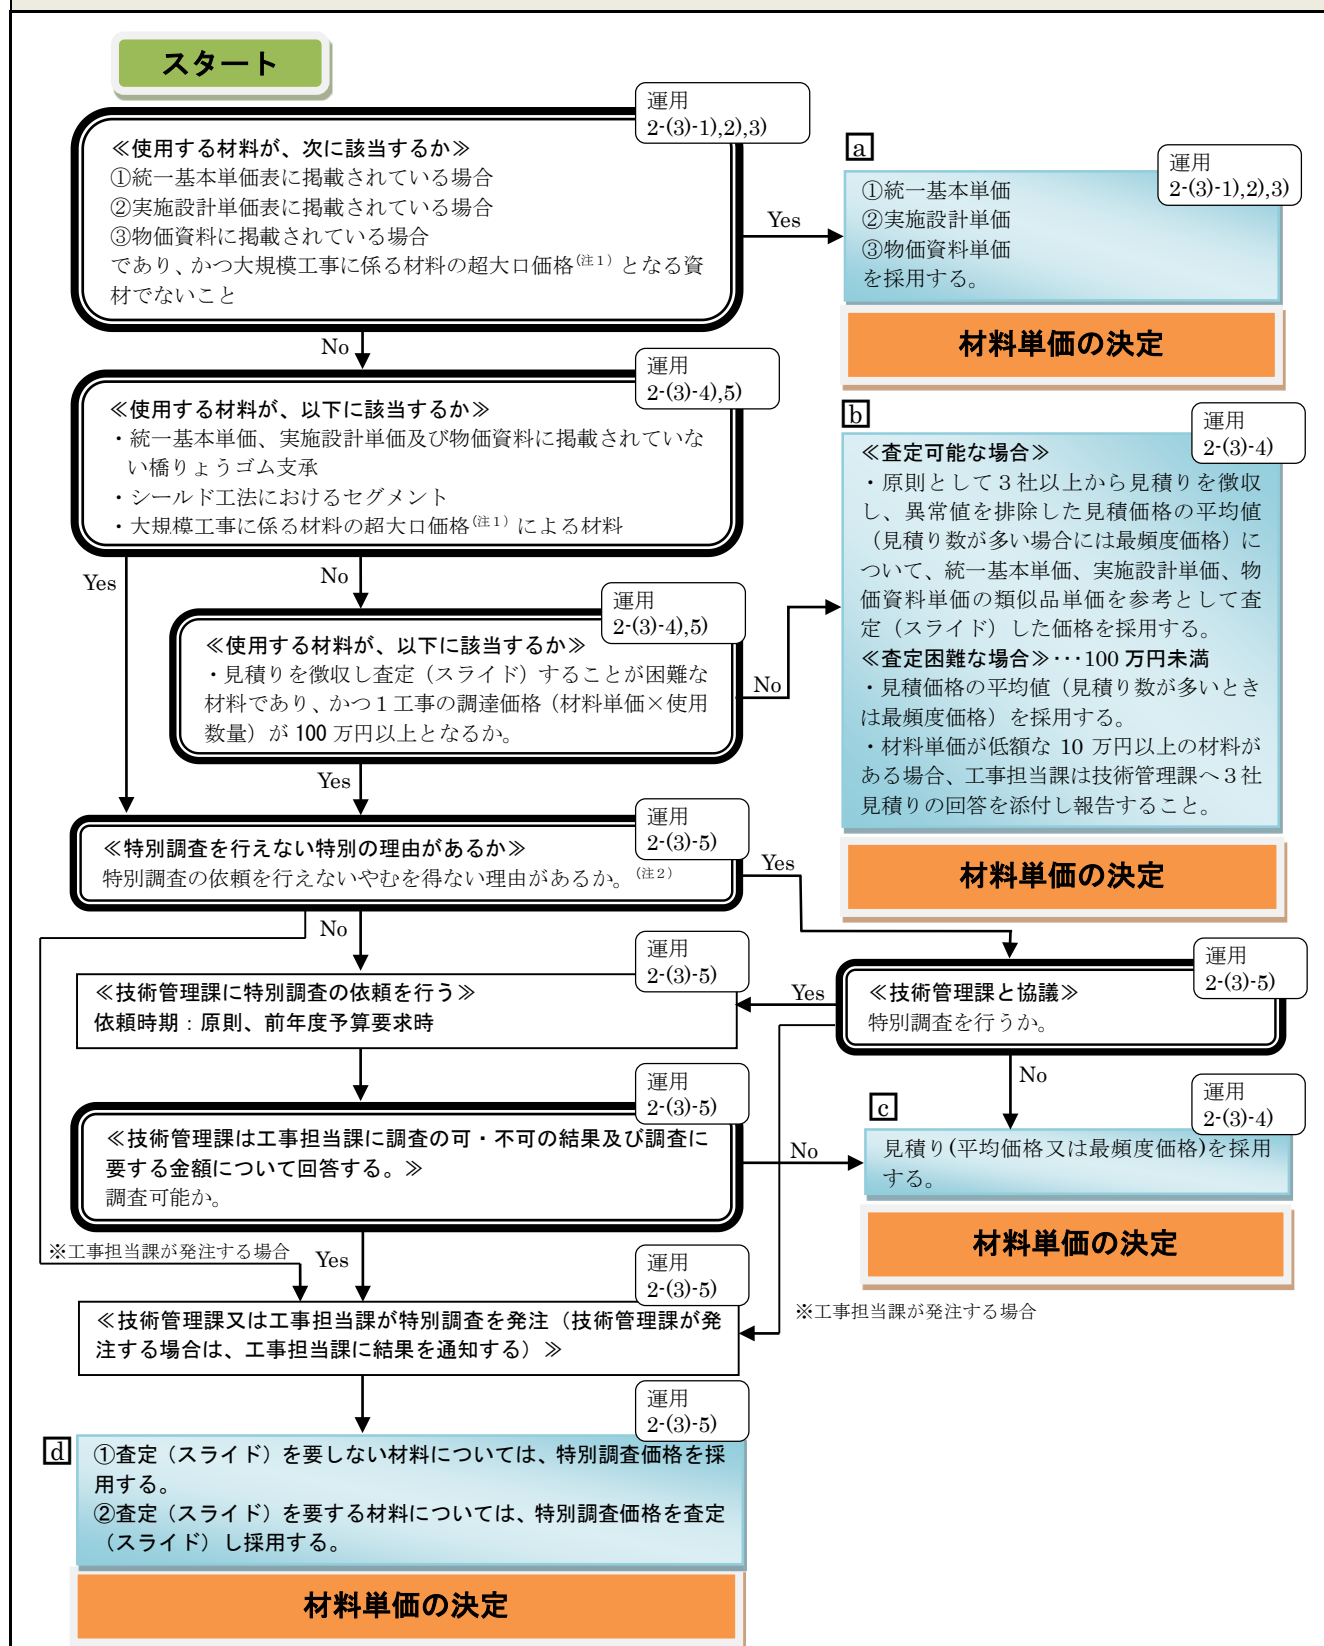 スタート
運用
2-(3)-1),2),3)
≪使用する材料が、次に該当するか≫
①統一基本単価表に掲載されている場合
②実施設計単価表に掲載されている場合
③物価資料に掲載されている場合
であり、かつ大規模工事に係る材料の超大口価格(注1)となる資
材でないこと
Yes
a
運用
2-(3)-1),2),3)
①統一基本単価
②実施設計単価
③物価資料単価
を採用する。
材料単価の決定
No
運用
2-(3)-4),5)
≪使用する材料が、以下に該当するか≫
・統一基本単価、実施設計単価及び物価資料に掲載されていな
い橋りょうゴム支承
・シールド工法におけるセグメント
・大規模工事に係る材料の超大口価格(注1)による材料
Yes
No
運用
2-(3)-4),5)
≪使用する材料が、以下に該当するか≫
・見積りを徴収し査定（スライド）することが困難な
材料であり、かつ1工事の調達価格（材料単価×使用
数量）が 100 万円以上となるか。
No
Yes
b
運用
2-(3)-4)
≪査定可能な場合≫
・原則として3社以上から見積りを徴収
し、異常値を排除した見積価格の平均値
（見積り数が多い場合には最頻度価格）に
ついて、統一基本単価、実施設計単価、物
価資料単価の類似品単価を参考として査
定（スライド）した価格を採用する。
≪査定困難な場合≫･･･100 万円未満
・見積価格の平均値（見積り数が多いとき
は最頻度価格）を採用する。
・材料単価が低額な 10 万円以上の材料が
ある場合、工事担当課は技術管理課へ3社
見積りの回答を添付し報告すること。
材料単価の決定
運用
2-(3)-5)
≪特別調査を行えない特別の理由があるか≫
特別調査の依頼を行えないやむを得ない理由があるか。(注2)
Yes
No
運用
2-(3)-5)
≪技術管理課に特別調査の依頼を行う≫
依頼時期：原則、前年度予算要求時
Yes
運用
2-(3)-5)
≪技術管理課と協議≫
特別調査を行うか。
No
運用
2-(3)-5)
≪技術管理課は工事担当課に調査の可・不可の結果及び調査に
要する金額について回答する。≫
調査可能か。
No
c
運用
2-(3)-4)
見積り(平均価格又は最頻度価格)を採用
する。
材料単価の決定
※工事担当課が発注する場合
Yes
運用
2-(3)-5)
≪技術管理課又は工事担当課が特別調査を発注（技術管理課が発
注する場合は、工事担当課に結果を通知する）≫
※工事担当課が発注する場合
運用
2-(3)-5)
d
①査定（スライド）を要しない材料については、特別調査価格を採
用する。
②査定（スライド）を要する材料については、特別調査価格を査定
（スライド）し採用する。
材料単価の決定